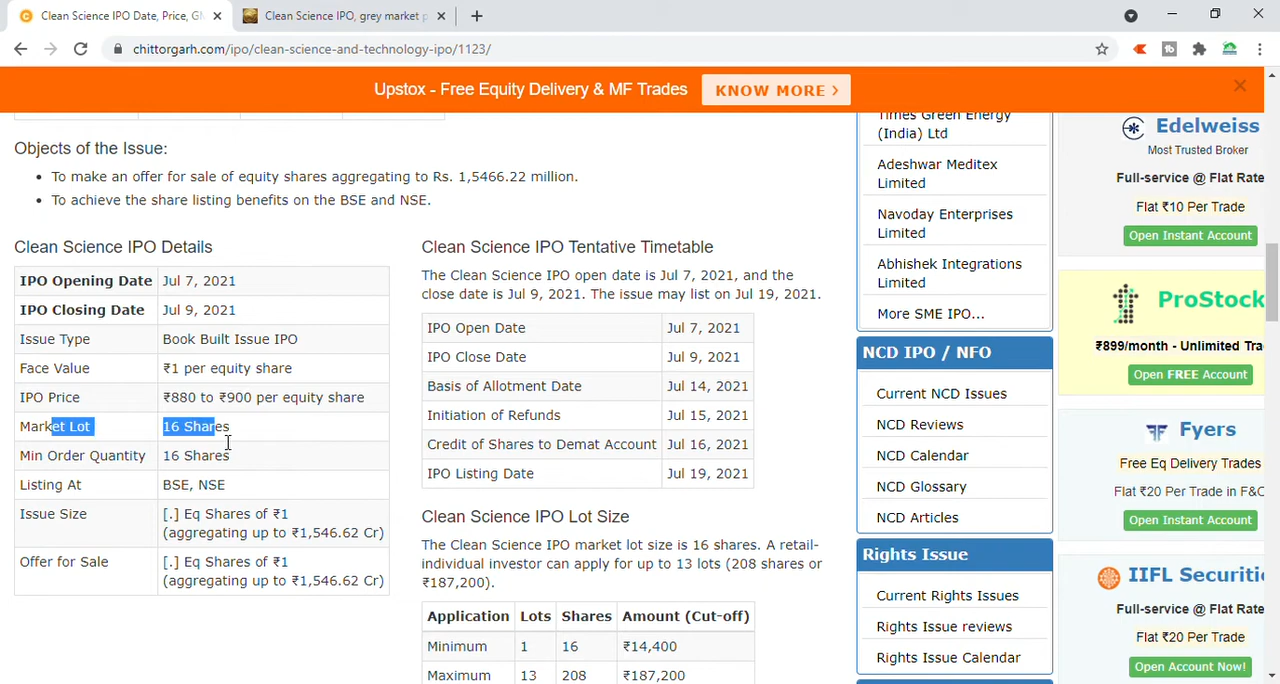 Clean Science IPO Date, Price, GM
Clean Science IPO, grey market p
chittorgarh.com/ipo/clean-science-and-technology-ipo/1123/
Upstox - Free Equity Delivery & MF Trades
KNOW MORE >
Objects of the Issue:
• To make an offer for sale of equity shares aggregating to Rs. 1,5466.22 million.
• To achieve the share listing benefits on the BSE and NSE.
Clean Science IPO Details
IPO Opening Date Jul 7, 2021
IPO Closing Date Jul 9, 2021
Issue Type Book Built Issue IPO
Face Value ₹1 per equity share
IPO Price ₹880 to ₹900 per equity share
Market Lot 16 Shares
Min Order Quantity 16 Shares
Listing At BSE, NSE
Issue Size [.] Eq Shares of ₹1
(aggregating up to ₹1,546.62 Cr)
Offer for Sale [.] Eq Shares of ₹1
(aggregating up to ₹1,546.62 Cr)
Clean Science IPO Tentative Timetable
The Clean Science IPO open date is Jul 7, 2021, and the
close date is Jul 9, 2021. The issue may list on Jul 19, 2021.
IPO Open Date Jul 7, 2021
IPO Close Date Jul 9, 2021
Basis of Allotment Date Jul 14, 2021
Initiation of Refunds Jul 15, 2021
Credit of Shares to Demat Account Jul 16, 2021
IPO Listing Date Jul 19, 2021
Clean Science IPO Lot Size
The Clean Science IPO market lot size is 16 shares. A retail-
individual investor can apply for up to 13 lots (208 shares or
₹187,200).
Application Lots Shares Amount (Cut-off)
Minimum 1 16 ₹14,400
Maximum 13 208 ₹187,200
Times Green Energy
(India) Ltd
Adeshwar Meditex
Limited
Navoday Enterprises
Limited
Abhishek Integrations
Limited
More SME IPO...
NCD IPO / NFO
Current NCD Issues
NCD Reviews
NCD Calendar
NCD Glossary
NCD Articles
Rights Issue
Current Rights Issues
Rights Issue reviews
Rights Issue Calendar
Edelweiss
Most Trusted Broker
Full-service @ Flat Rate
Flat ₹10 Per Trade
Open Instant Account
ProStock
₹899/month - Unlimited Tra
Open FREE Account
Fyers
Free Eq Delivery Trades
Flat ₹20 Per Trade in F&O
Open Instant Account
IIFL Securitie
Full-service @ Flat Rate
Flat ₹20 Per Trade
Open Account Now!